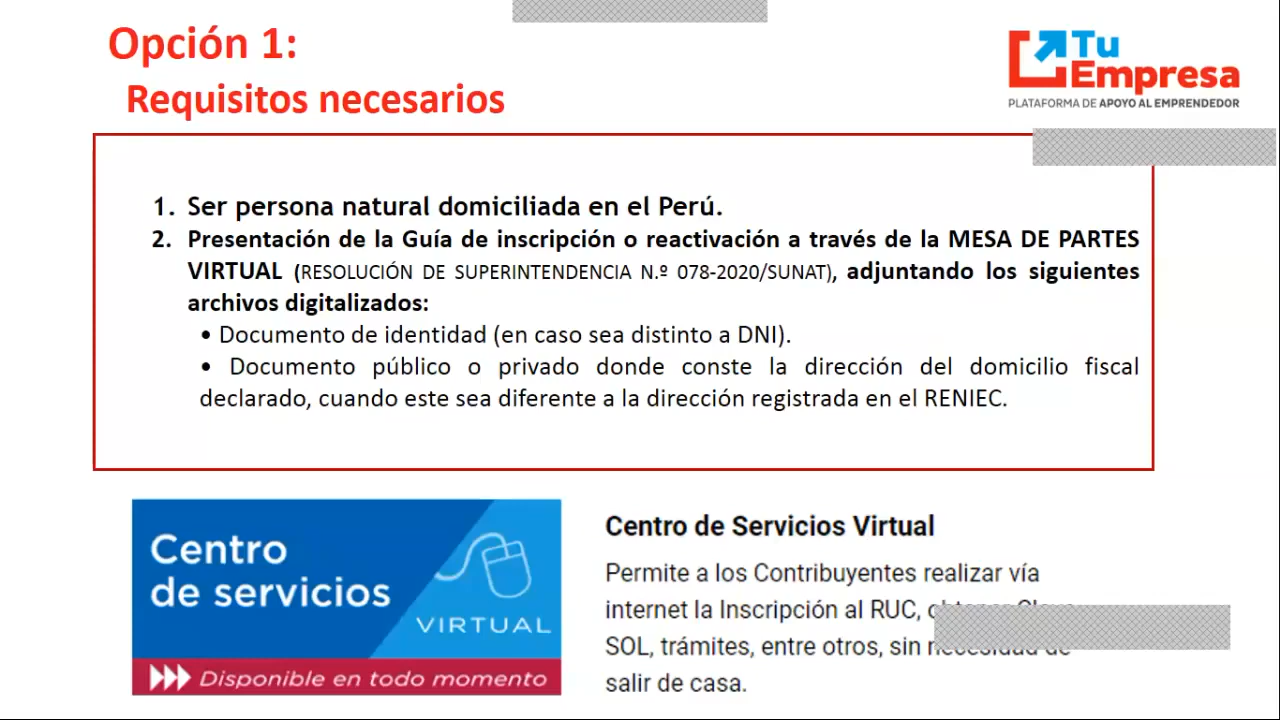 Opción 1:
Requisitos necesarios
Tu
Empresa
PLATAFORMA DE APOYO AL EMPRENDEDOR
1. Ser persona natural domiciliada en el Perú.
2. Presentación de la Guía de inscripción o reactivación a través de la MESA DE PARTES
VIRTUAL (RESOLUCIÓN DE SUPERINTENDENCIA N.º 078-2020/SUNAT), adjuntando los siguientes
archivos digitalizados:
• Documento de identidad (en caso sea distinto a DNI).
• Documento público o privado donde conste la dirección del domicilio fiscal
declarado, cuando este sea diferente a la dirección registrada en el RENIEC.
Centro
de servicios
VIRTUAL
Disponible en todo momento
Centro de Servicios Virtual
Permite a los Contribuyentes realizar vía
internet la Inscripción al RUC,
SOL, trámites, entre otros, sin
salir de casa.